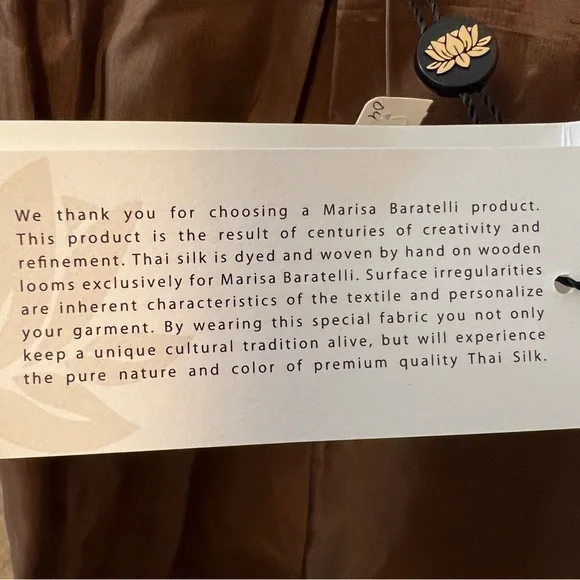 We thank you for choosing a Marisa Baratelli product.
This product is the result of centuries of creativity and
refinement. Thai silk is dyed and woven by hand on wooden
looms exclusively for Marisa Baratelli. Surface irregularities
are inherent characteristics of the textile and personalize
your garment. By wearing this special fabric you not only
keep a unique cultural tradition alive, but will experience
the pure nature and color of premium quality Thai Silk.